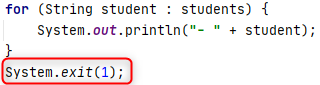 for (String student : students) {
    System.out.println("- " + student);
}
System.exit(1);